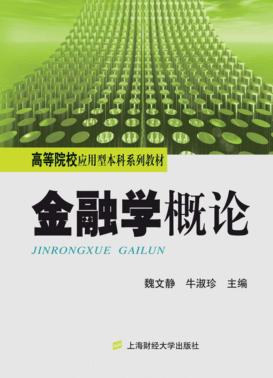 高等院校应用型本科系列教材
金融学概论
JINRONGXUE GAILUN
魏文静 牛淑珍 主编
上海财经大学出版社